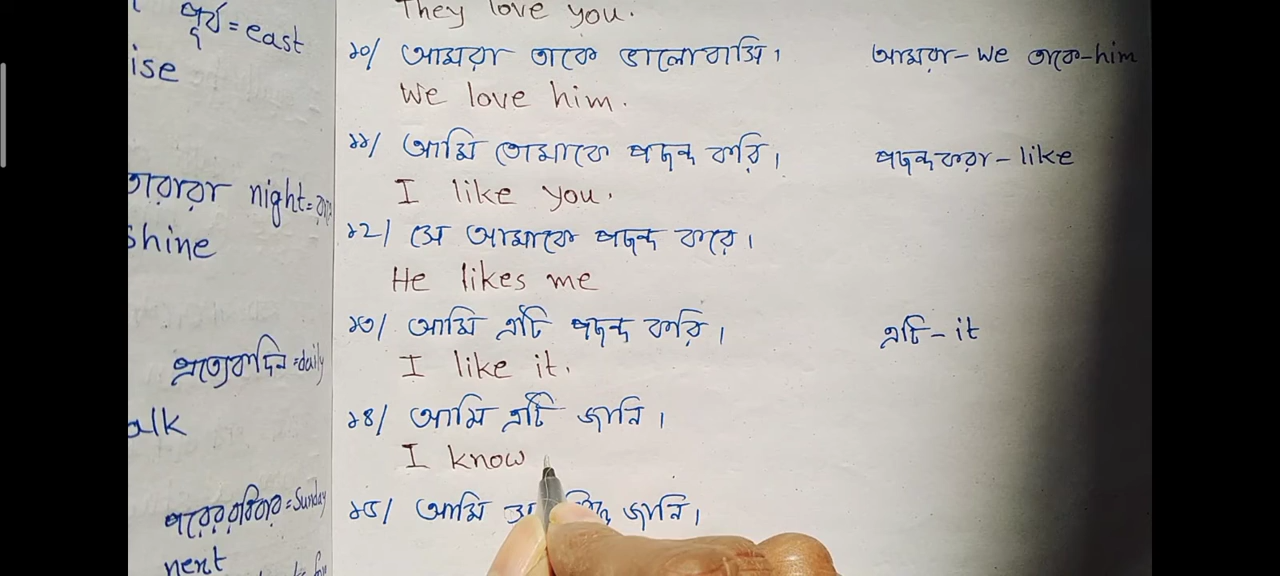 পূর্ব = east
ise
তারারা night =
shine
প্রত্যেকদিন = daily
alk
পরের রবিবার = Sunday
next
They love you.
১০/ আমরা তাকে ভালোবাসি। আমরা - We তাকে - him
We love him.
১১/ আমি তোমাকে পছন্দ করি। পছন্দ করা - like
I like you.
১২/ সে আমাকে পছন্দ করে।
He likes me
১৩/ আমি এটি পছন্দ করি। এটি - it
I like it.
১৪/ আমি এটি জানি।
I know
১৫/ আমি জানি।